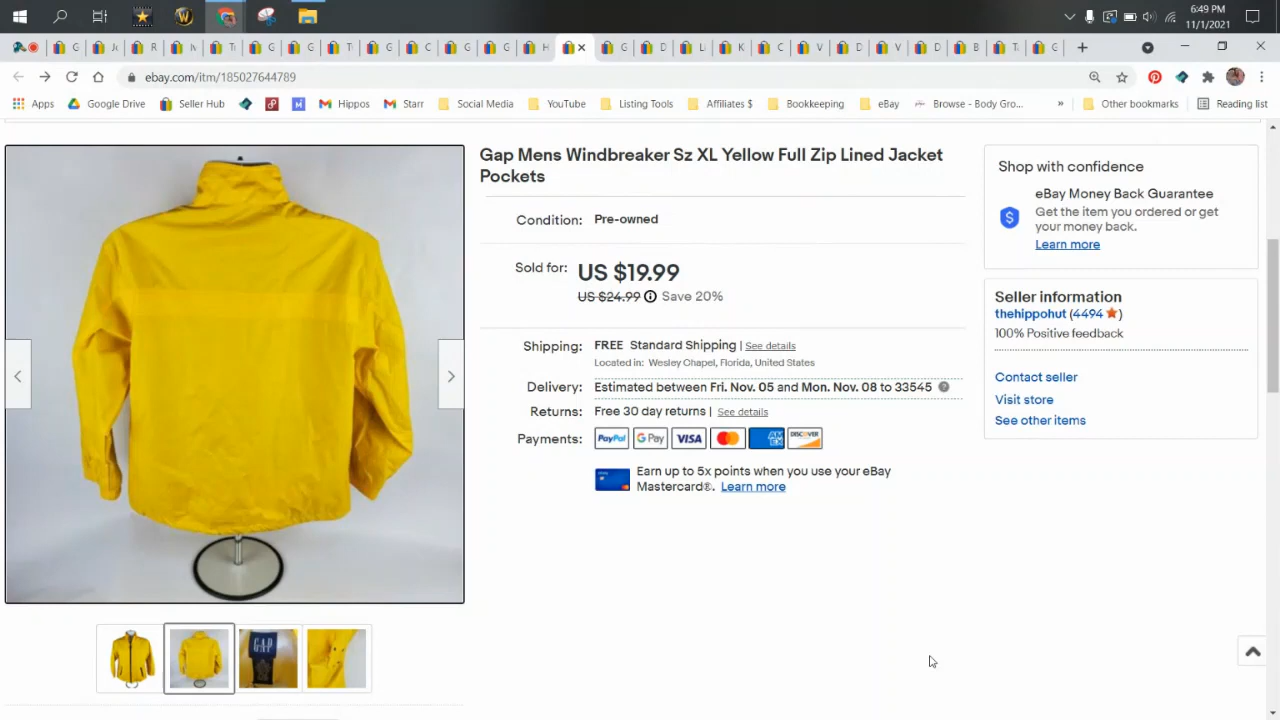 6:49 PM
11/1/2021
ebay.com/itm/185027644789
Apps
Google Drive
Seller Hub
Hippos
Starr
Social Media
YouTube
Listing Tools
Affiliates $
Bookkeeping
eBay
Browse - Body Gro...
»
Other bookmarks
Reading list
Gap Mens Windbreaker Sz XL Yellow Full Zip Lined Jacket
Pockets
Condition: Pre-owned
Sold for: US $19.99
US $24.99 Save 20%
Shipping: FREE Standard Shipping | See details
Located in: Wesley Chapel, Florida, United States
Delivery: Estimated between Fri. Nov. 05 and Mon. Nov. 08 to 33545
Returns: Free 30 day returns | See details
Payments: PayPal G Pay VISA AM EX DISCOVER
Earn up to 5x points when you use your eBay
Mastercard®. Learn more
Shop with confidence
eBay Money Back Guarantee
Get the item you ordered or get
your money back.
Learn more
Seller information
thehippohut (4494 ★)
100% Positive feedback
Contact seller
Visit store
See other items
GAP